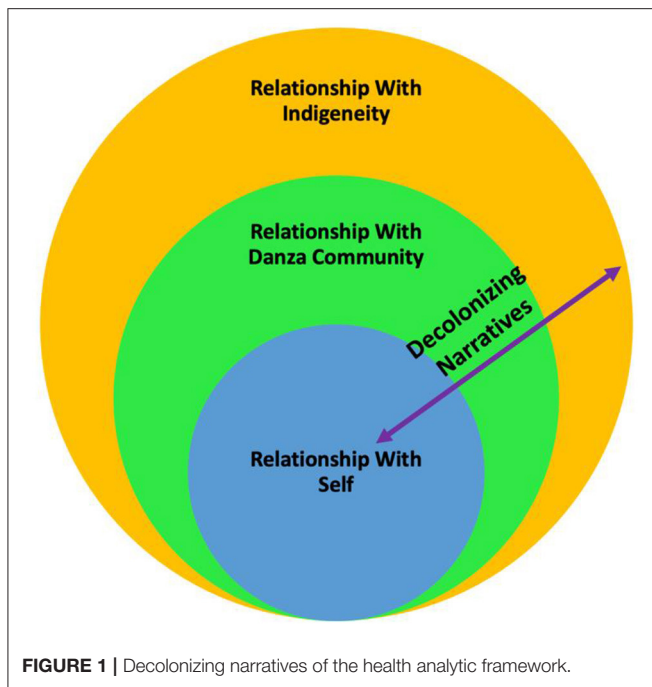 Relationship With
Indigeneity
Relationship With
Danza Community
Decolonizing
Narratives
Relationship With
Self
FIGURE 1 | Decolonizing narratives of the health analytic framework.